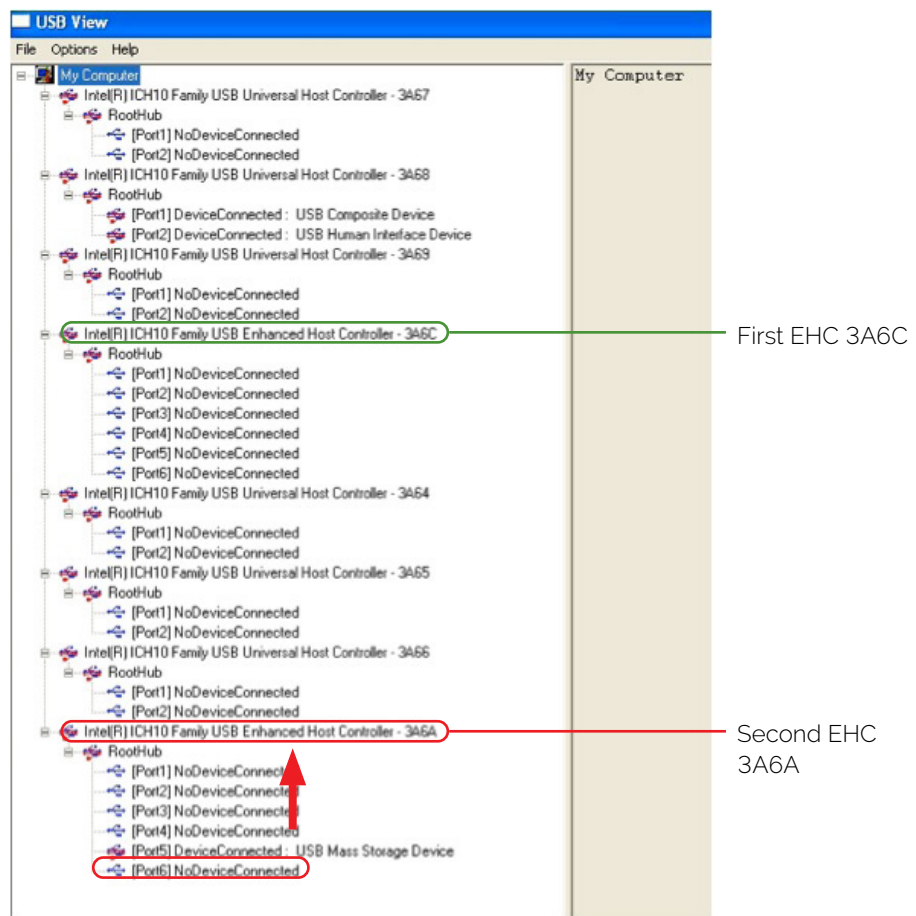 USB View
File Options Help
My Computer
My Computer
Intel(R) ICH10 Family USB Universal Host Controller - 3A67
RootHub
[Port1] NoDeviceConnected
[Port2] NoDeviceConnected
Intel(R) ICH10 Family USB Universal Host Controller - 3A68
RootHub
[Port1] DeviceConnected : USB Composite Device
[Port2] DeviceConnected : USB Human Interface Device
Intel(R) ICH10 Family USB Universal Host Controller - 3A69
RootHub
[Port1] NoDeviceConnected
[Port2] NoDeviceConnected
Intel(R) ICH10 Family USB Enhanced Host Controller - 3A6C
First EHC 3A6C
RootHub
[Port1] NoDeviceConnected
[Port2] NoDeviceConnected
[Port3] NoDeviceConnected
[Port4] NoDeviceConnected
[Port5] NoDeviceConnected
[Port6] NoDeviceConnected
Intel(R) ICH10 Family USB Universal Host Controller - 3A64
RootHub
[Port1] NoDeviceConnected
[Port2] NoDeviceConnected
Intel(R) ICH10 Family USB Universal Host Controller - 3A65
RootHub
[Port1] NoDeviceConnected
[Port2] NoDeviceConnected
Intel(R) ICH10 Family USB Universal Host Controller - 3A66
RootHub
[Port1] NoDeviceConnected
[Port2] NoDeviceConnected
Intel(R) ICH10 Family USB Enhanced Host Controller - 3A6A
Second EHC
3A6A
RootHub
[Port1] NoDeviceConnected
[Port2] NoDeviceConnected
[Port3] NoDeviceConnected
[Port4] NoDeviceConnected
[Port5] DeviceConnected : USB Mass Storage Device
[Port6] NoDeviceConnected